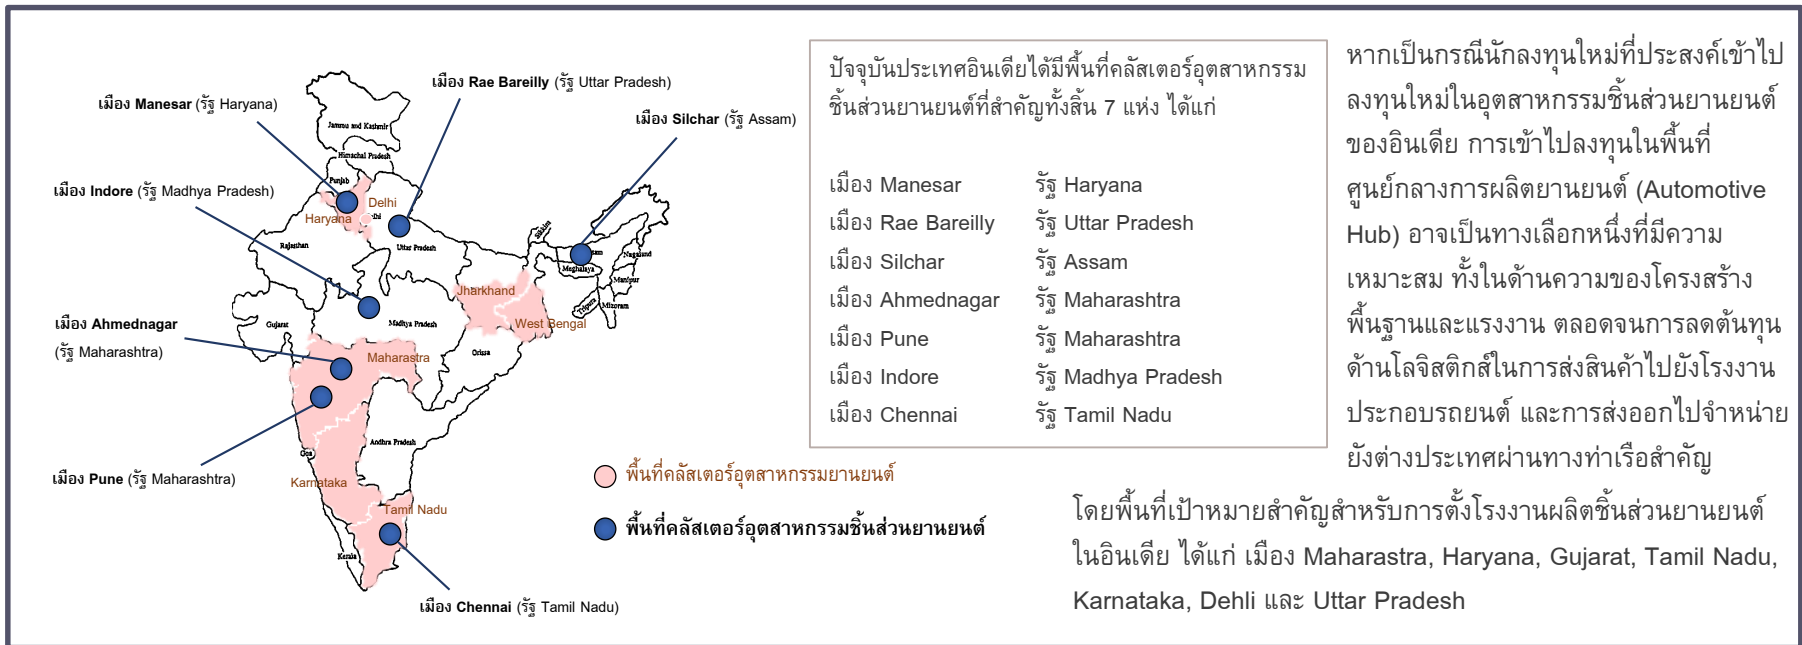 เมือง Rae Bareilly (รัฐ Uttar Pradesh)
เมือง Manesar (รัฐ Haryana)
เมือง Silchar (รัฐ Assam)
เมือง Indore (รัฐ Madhya Pradesh)
เมือง Ahmednagar
(รัฐ Maharashtra)
เมือง Pune (รัฐ Maharashtra)
เมือง Chennai (รัฐ Tamil Nadu)
Jammu and Kashmir
Himachal Pradesh
Punjab
Haryana
Delhi
Rajasthan
Uttar Pradesh
Sikkim
Meghalaya
Nagaland
Manipur
Tripura
Mizoram
Gujarat
Madhya Pradesh
Jharkhand
West Bengal
Orissa
Maharastra
Andhra Pradesh
Goa
Karnataka
Tamil Nadu
Kerala
พื้นที่คลัสเตอร์อุตสาหกรรมยานยนต์
พื้นที่คลัสเตอร์อุตสาหกรรมชิ้นส่วนยานยนต์
ปัจจุบันประเทศอินเดียได้มีพื้นที่คลัสเตอร์อุตสาหกรรม
ชิ้นส่วนยานยนต์ที่สำคัญทั้งสิ้น 7 แห่ง ได้แก่
เมือง Manesar รัฐ Haryana
เมือง Rae Bareilly รัฐ Uttar Pradesh
เมือง Silchar รัฐ Assam
เมือง Ahmednagar รัฐ Maharashtra
เมือง Pune รัฐ Maharashtra
เมือง Indore รัฐ Madhya Pradesh
เมือง Chennai รัฐ Tamil Nadu
หากเป็นกรณีนักลงทุนใหม่ที่ประสงค์เข้าไป
ลงทุนใหม่ในอุตสาหกรรมชิ้นส่วนยานยนต์
ของอินเดีย การเข้าไปลงทุนในพื้นที่
ศูนย์กลางการผลิตยานยนต์ (Automotive
Hub) อาจเป็นทางเลือกหนึ่งที่มีความ
เหมาะสม ทั้งในด้านความของโครงสร้าง
พื้นฐานและแรงงาน ตลอดจนการลดต้นทุน
ด้านโลจิสติกส์ในการส่งสินค้าไปยังโรงงาน
ประกอบรถยนต์ และการส่งออกไปจำหน่าย
ยังต่างประเทศผ่านทางท่าเรือสำคัญ
โดยพื้นที่เป้าหมายสำคัญสำหรับการตั้งโรงงานผลิตชิ้นส่วนยานยนต์
ในอินเดีย ได้แก่ เมือง Maharastra, Haryana, Gujarat, Tamil Nadu,
Karnataka, Dehli และ Uttar Pradesh